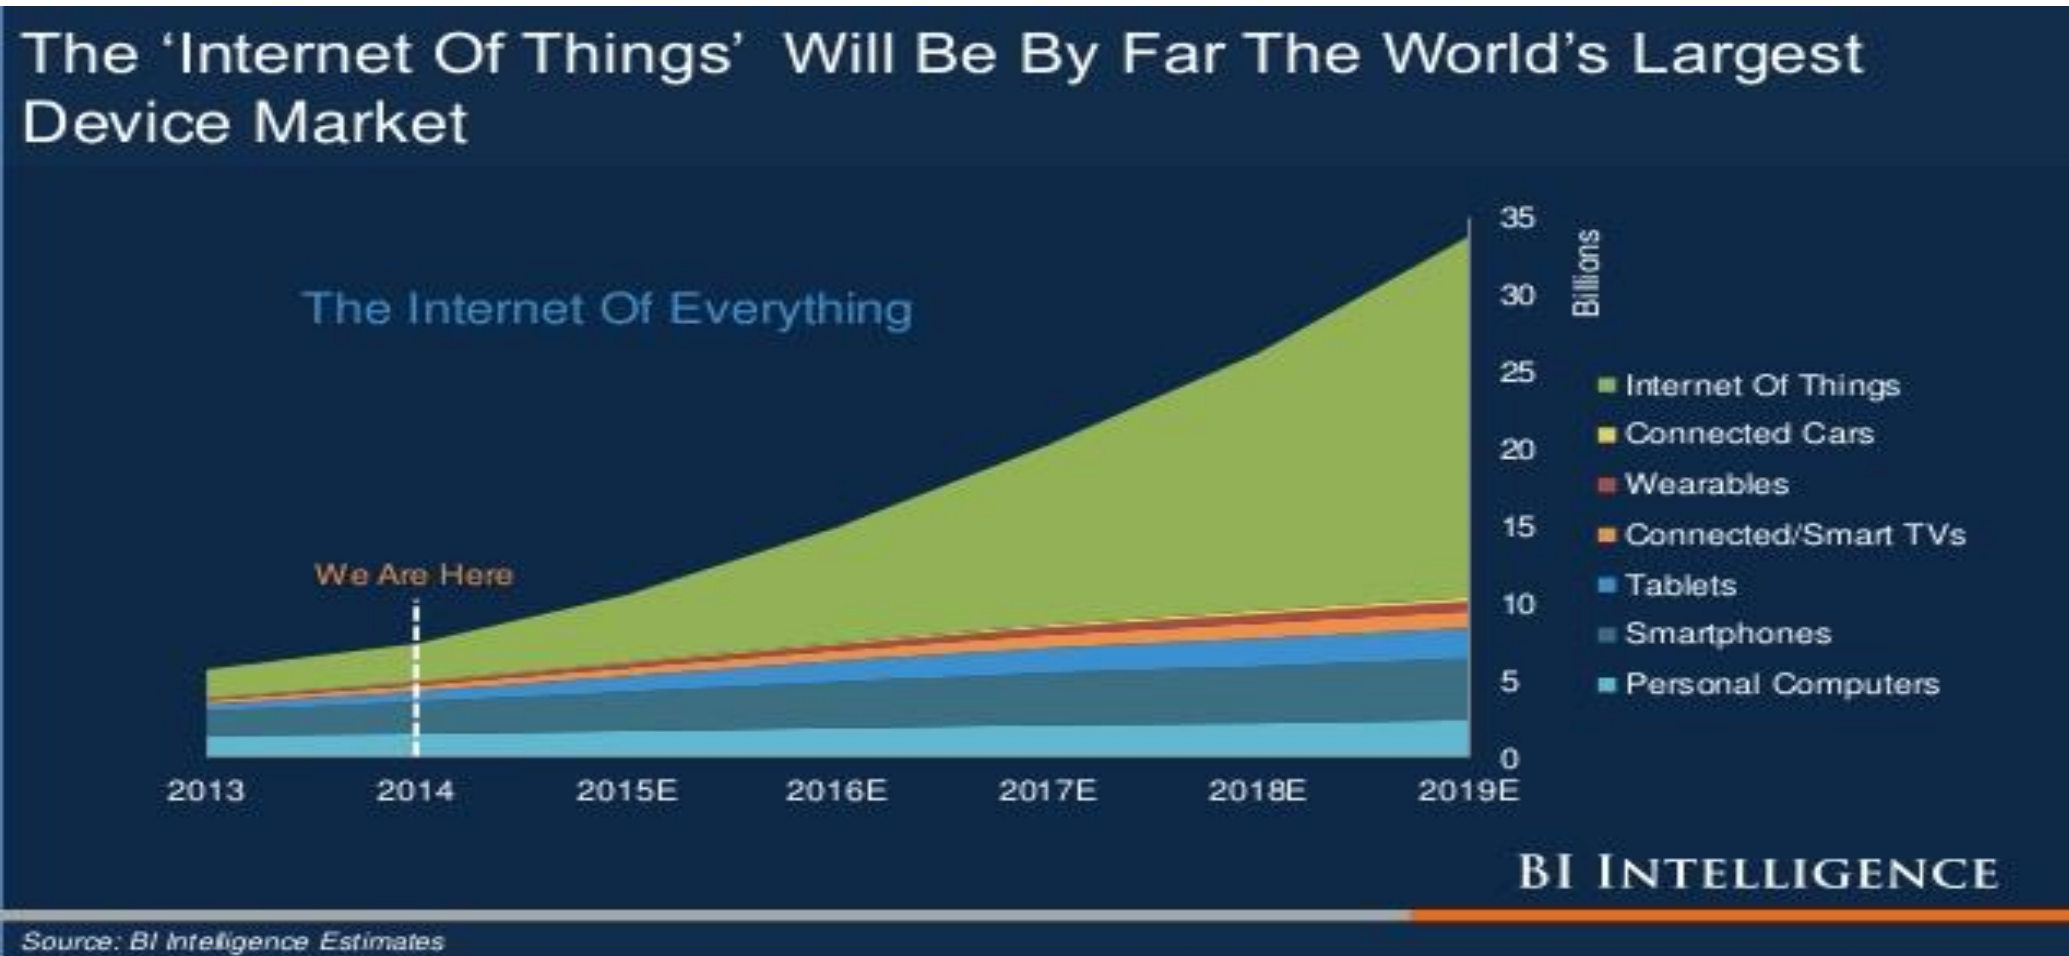 The ‘Internet Of Things’ Will Be By Far The World’s Largest
Device Market
The Internet Of Everything
We Are Here
35
30
25
20
15
10
5
0
Billions
Internet Of Things
Connected Cars
Wearables
Connected/Smart TVs
Tablets
Smartphones
Personal Computers
2013 2014 2015E 2016E 2017E 2018E 2019E
BI INTELLIGENCE
Source: BI Intelligence Estimates